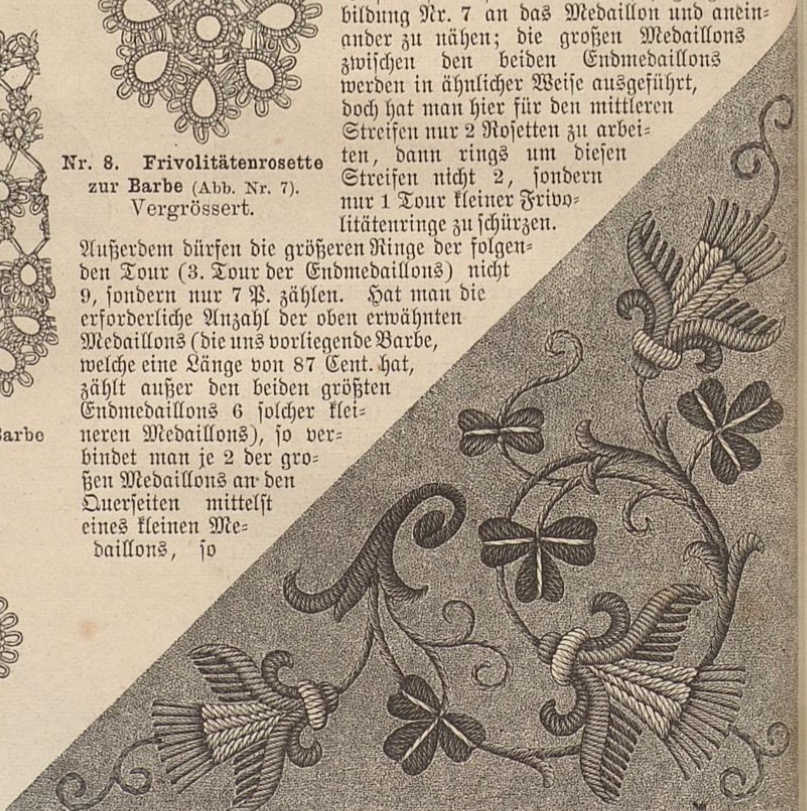 bildung Nr. 7 an das Medaillon und anein=
ander zu nähen; die großen Medaillons
zwischen den beiden Endmedaillons
werden in ähnlicher Weise ausgeführt,
doch hat man hier für den mittleren
Streifen nur 2 Rosetten zu arbei=
ten, dann rings um diesen
Streifen nicht 2, sondern
nur 1 Tour kleiner Frivo=
litätenringe zu schürzen.
Nr. 8. Frivolitätenrosette
zur Barbe (Abb. Nr. 7).
Vergrössert.
Außerdem dürfen die größeren Ringe der folgen=
den Tour (3. Tour der Endmedaillons) nicht
9, sondern nur 7 P. zählen. Hat man die
erforderliche Anzahl der oben erwähnten
Medaillons (die uns vorliegende Barbe,
welche eine Länge von 87 Cent. hat,
zählt außer den beiden größten
Endmedaillons 6 solcher klei=
neren Medaillons), so ver=
bindet man je 2 der gro=
ßen Medaillons an den
Querseiten mittelst
eines kleinen Me=
daillons, so
Barbe